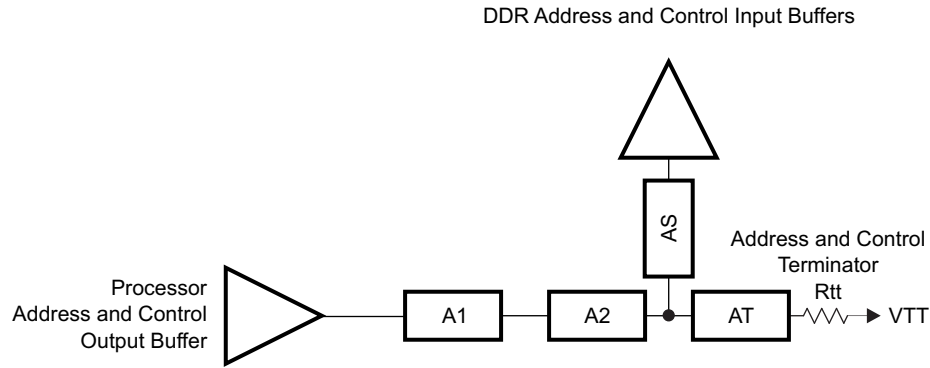 DDR Address and Control Input Buffers
AS
Address and Control
Terminator
Rtt
Processor
Address and Control
Output Buffer
A1
A2
AT
VTT